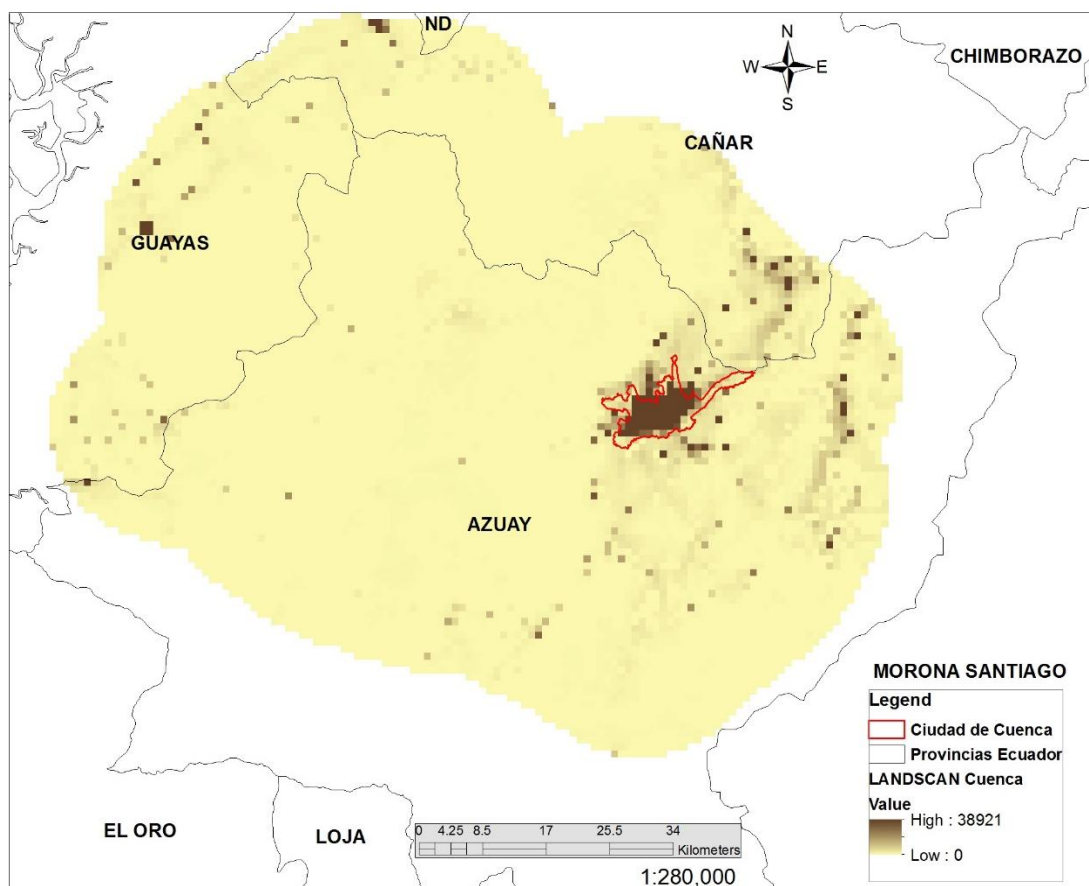 ND
CHIMBORAZO
N
W E
S
CAÑAR
GUAYAS
AZUAY
MORONA SANTIAGO
Legend
Ciudad de Cuenca
Provincias Ecuador
LANDSCAN Cuenca
Value
High : 38921
Low : 0
EL ORO
LOJA
0 4.25 8.5 17 25.5 34
Kilometers
1:280,000